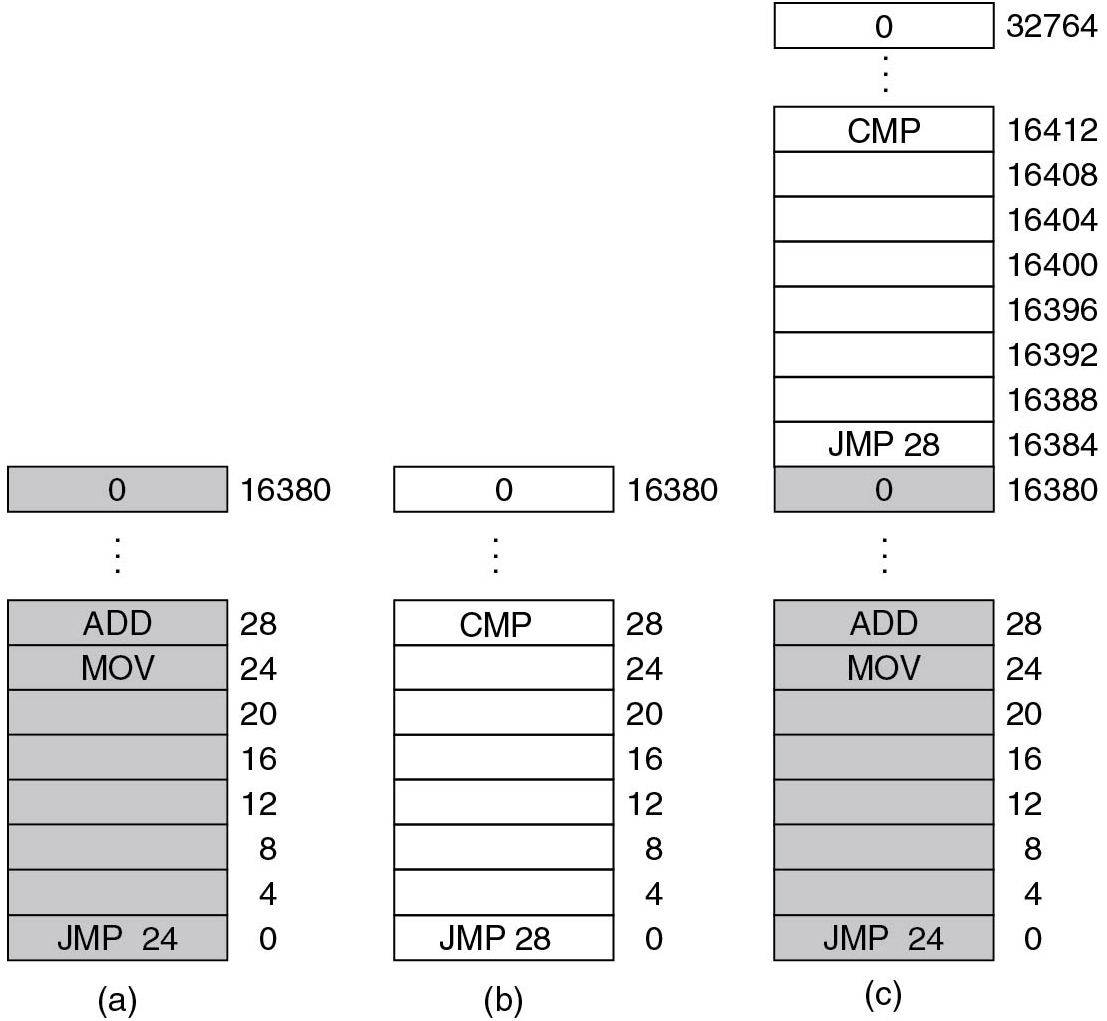 0 32764
CMP 16412
16408
16404
16400
16396
16392
16388
JMP 28 16384
0 16380 0 16380 0 16380
ADD 28 CMP 28 ADD 28
MOV 24 24 MOV 24
20 20 20
16 16 16
12 12 12
8 8 8
4 4 4
JMP 24 0 JMP 28 0 JMP 24 0
(a) (b) (c)